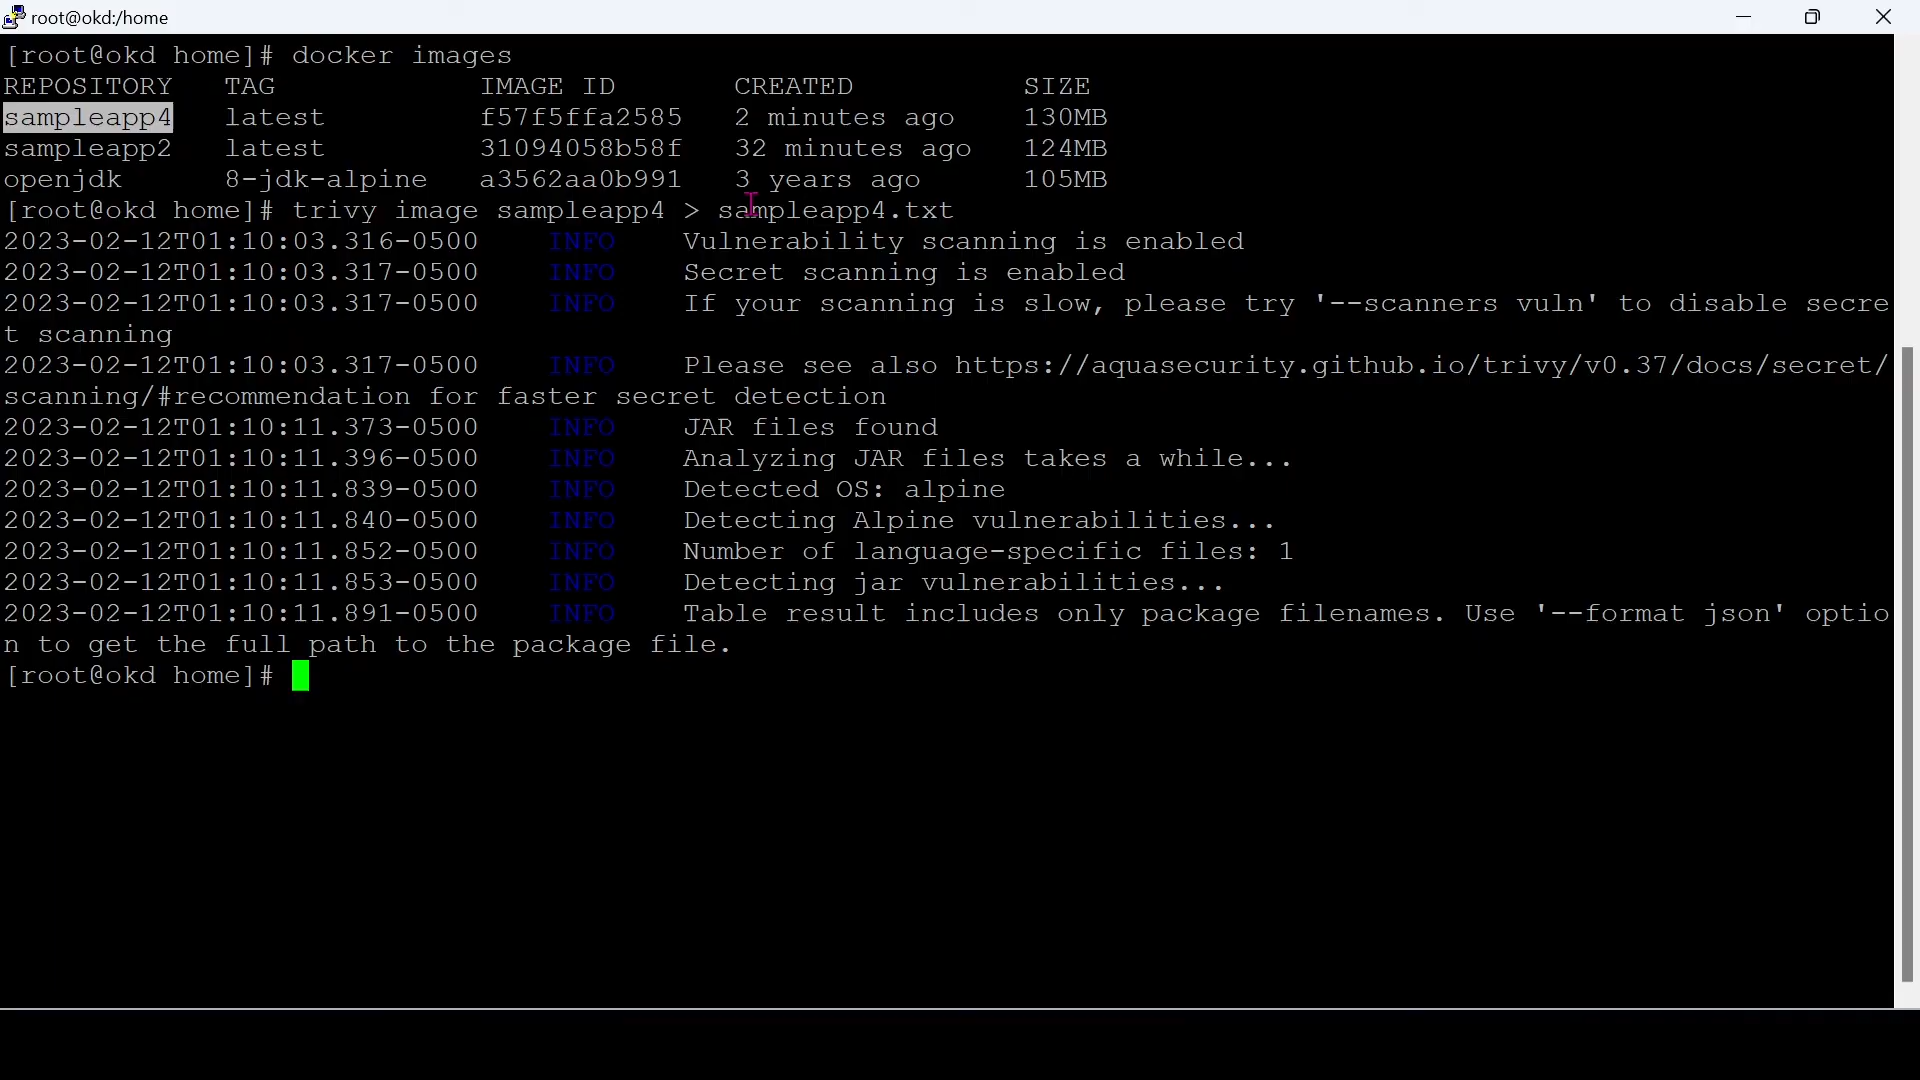 root@okd:/home
[root@okd home]# docker images
REPOSITORY   TAG            IMAGE ID       CREATED          SIZE
sampleapp4   latest         f57f5ffa2585   2 minutes ago    130MB
sampleapp2   latest         31094058b58f   32 minutes ago   124MB
openjdk      8-jdk-alpine   a3562aa0b991   3 years ago      105MB
[root@okd home]# trivy image sampleapp4 > sampleapp4.txt
2023-02-12T01:10:03.316-0500    INFO    Vulnerability scanning is enabled
2023-02-12T01:10:03.317-0500    INFO    Secret scanning is enabled
2023-02-12T01:10:03.317-0500    INFO    If your scanning is slow, please try '--scanners vuln' to disable secre
t scanning
2023-02-12T01:10:03.317-0500    INFO    Please see also https://aquasecurity.github.io/trivy/v0.37/docs/secret/
scanning/#recommendation for faster secret detection
2023-02-12T01:10:11.373-0500    INFO    JAR files found
2023-02-12T01:10:11.396-0500    INFO    Analyzing JAR files takes a while...
2023-02-12T01:10:11.839-0500    INFO    Detected OS: alpine
2023-02-12T01:10:11.840-0500    INFO    Detecting Alpine vulnerabilities...
2023-02-12T01:10:11.852-0500    INFO    Number of language-specific files: 1
2023-02-12T01:10:11.853-0500    INFO    Detecting jar vulnerabilities...
2023-02-12T01:10:11.891-0500    INFO    Table result includes only package filenames. Use '--format json' optio
n to get the full path to the package file.
[root@okd home]#